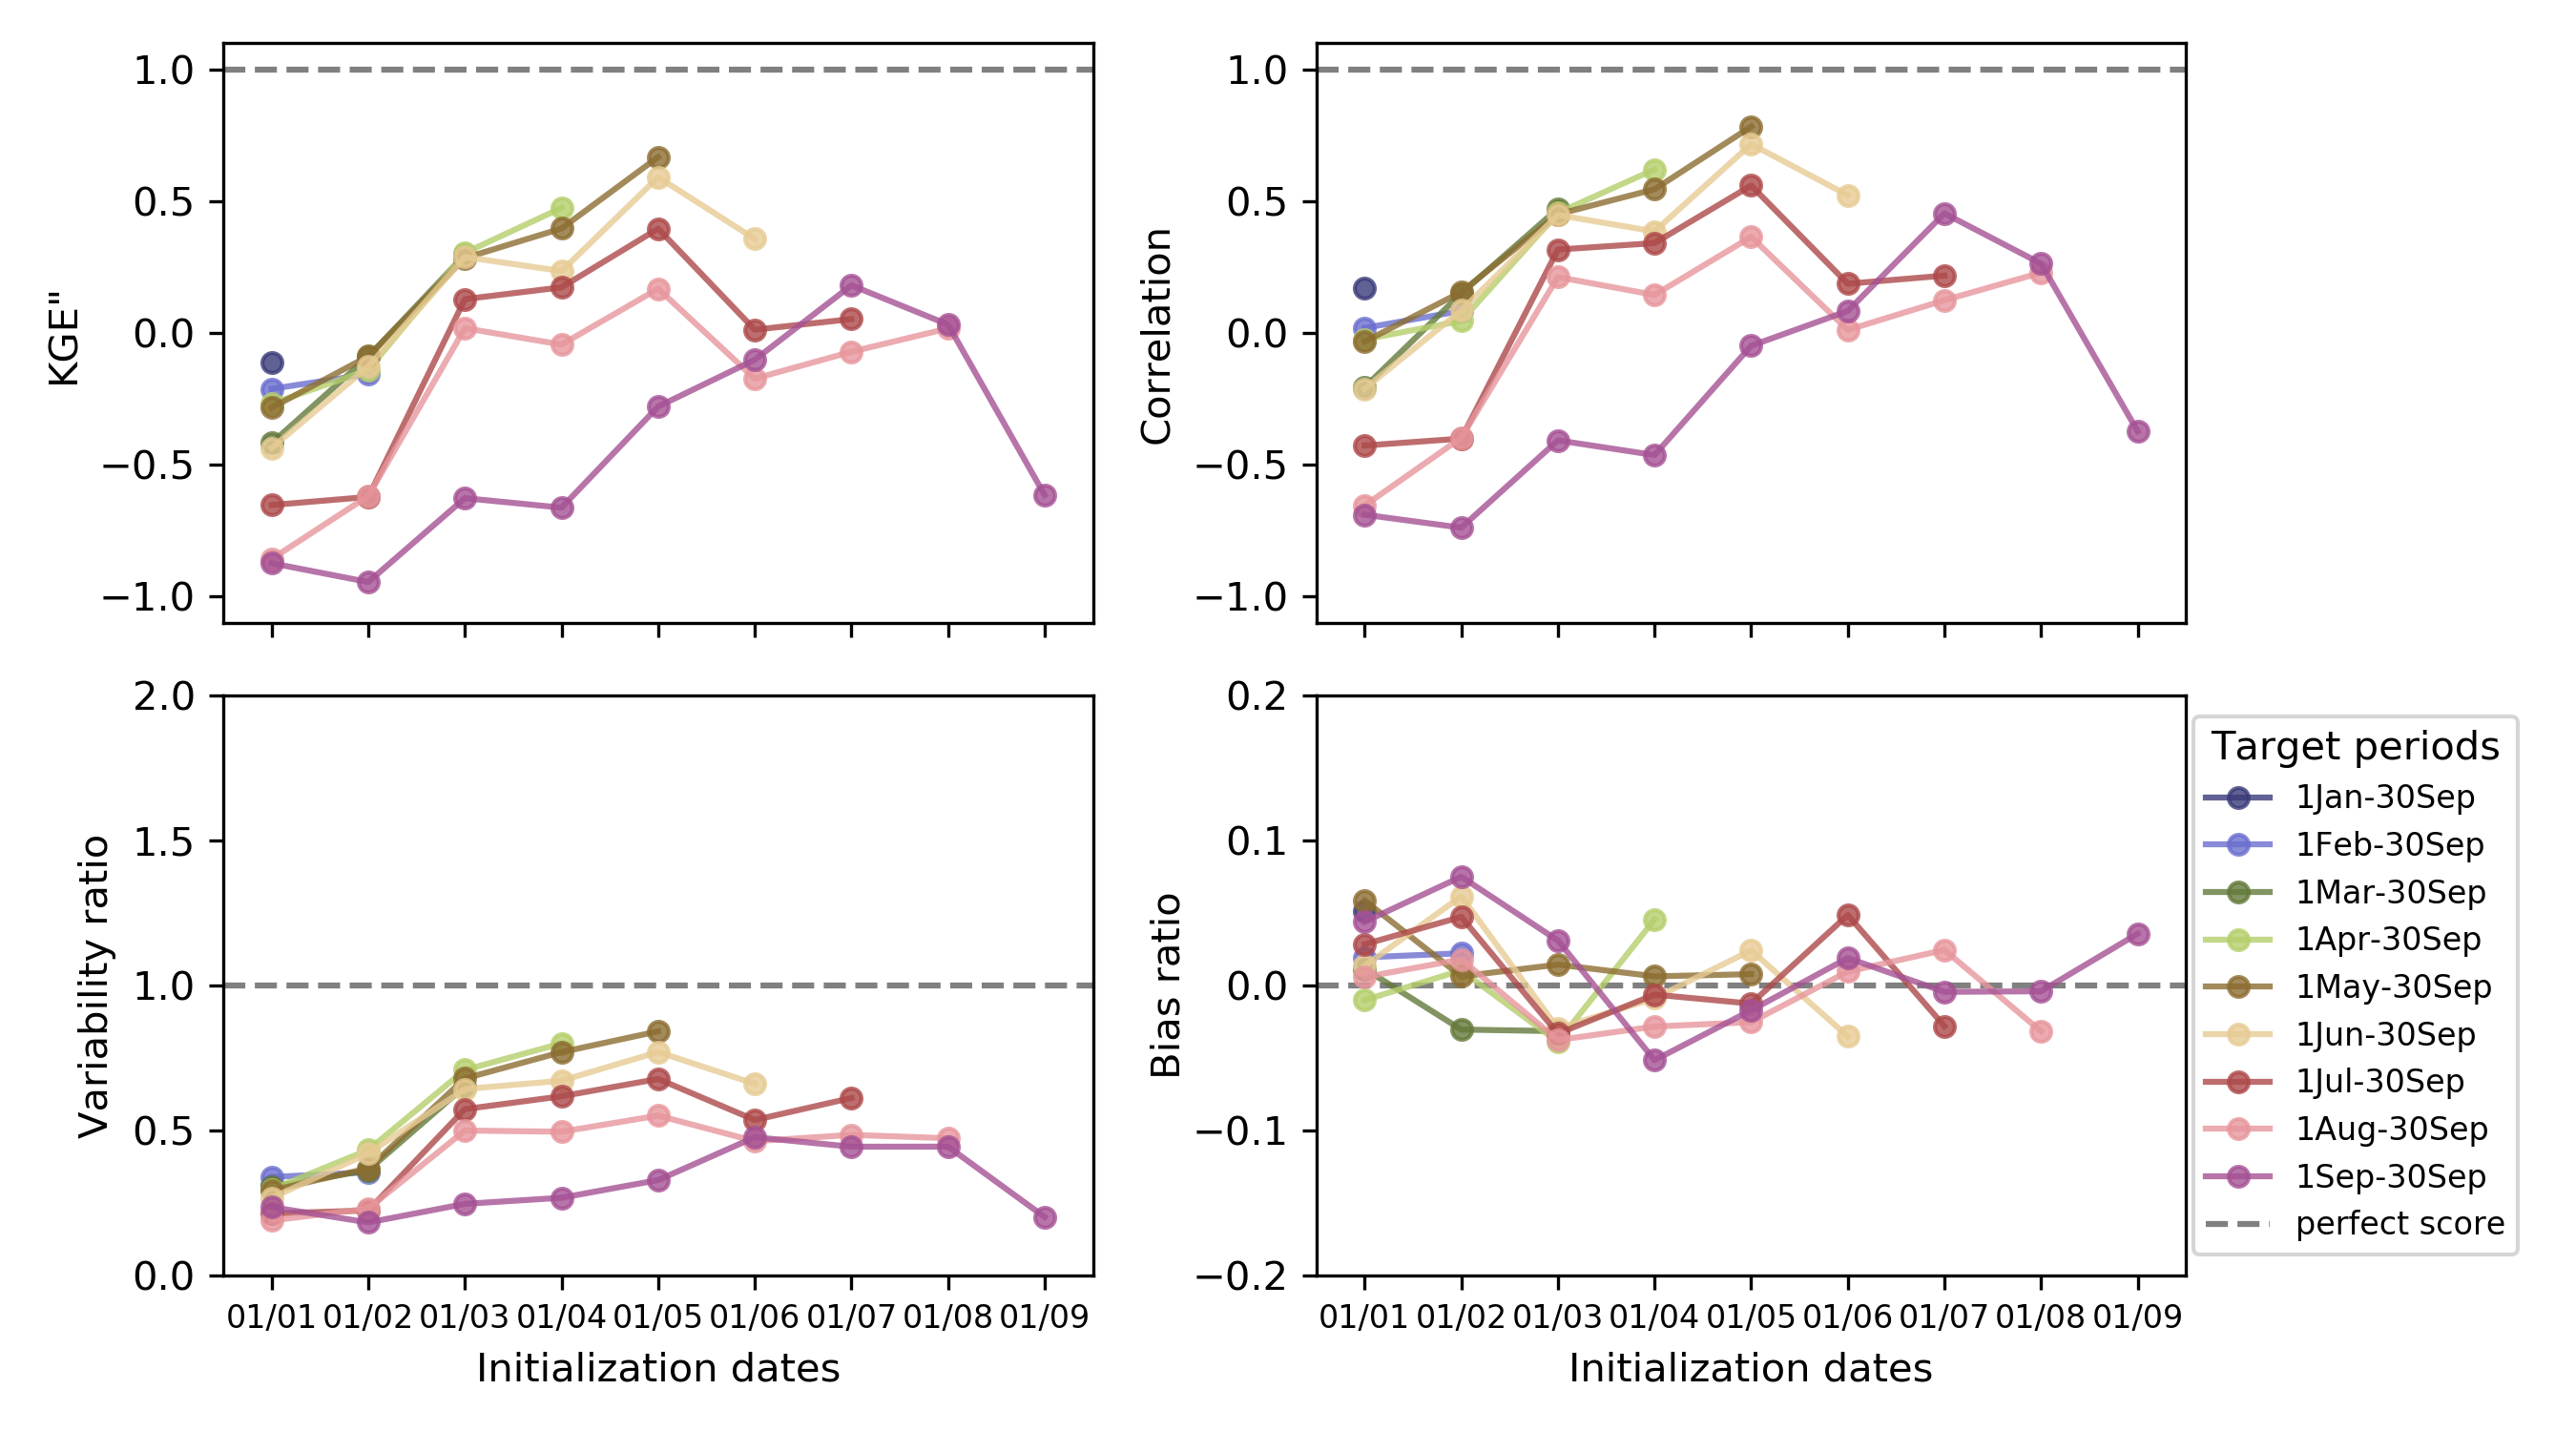 KGE"
1.0
0.5
0.0
−0.5
−1.0
Correlation
1.0
0.5
0.0
−0.5
−1.0
Variability ratio
2.0
1.5
1.0
0.5
0.0
01/01 01/02 01/03 01/04 01/05 01/06 01/07 01/08 01/09
Initialization dates
Bias ratio
0.2
0.1
0.0
−0.1
−0.2
01/01 01/02 01/03 01/04 01/05 01/06 01/07 01/08 01/09
Initialization dates
Target periods
1Jan-30Sep
1Feb-30Sep
1Mar-30Sep
1Apr-30Sep
1May-30Sep
1Jun-30Sep
1Jul-30Sep
1Aug-30Sep
1Sep-30Sep
perfect score